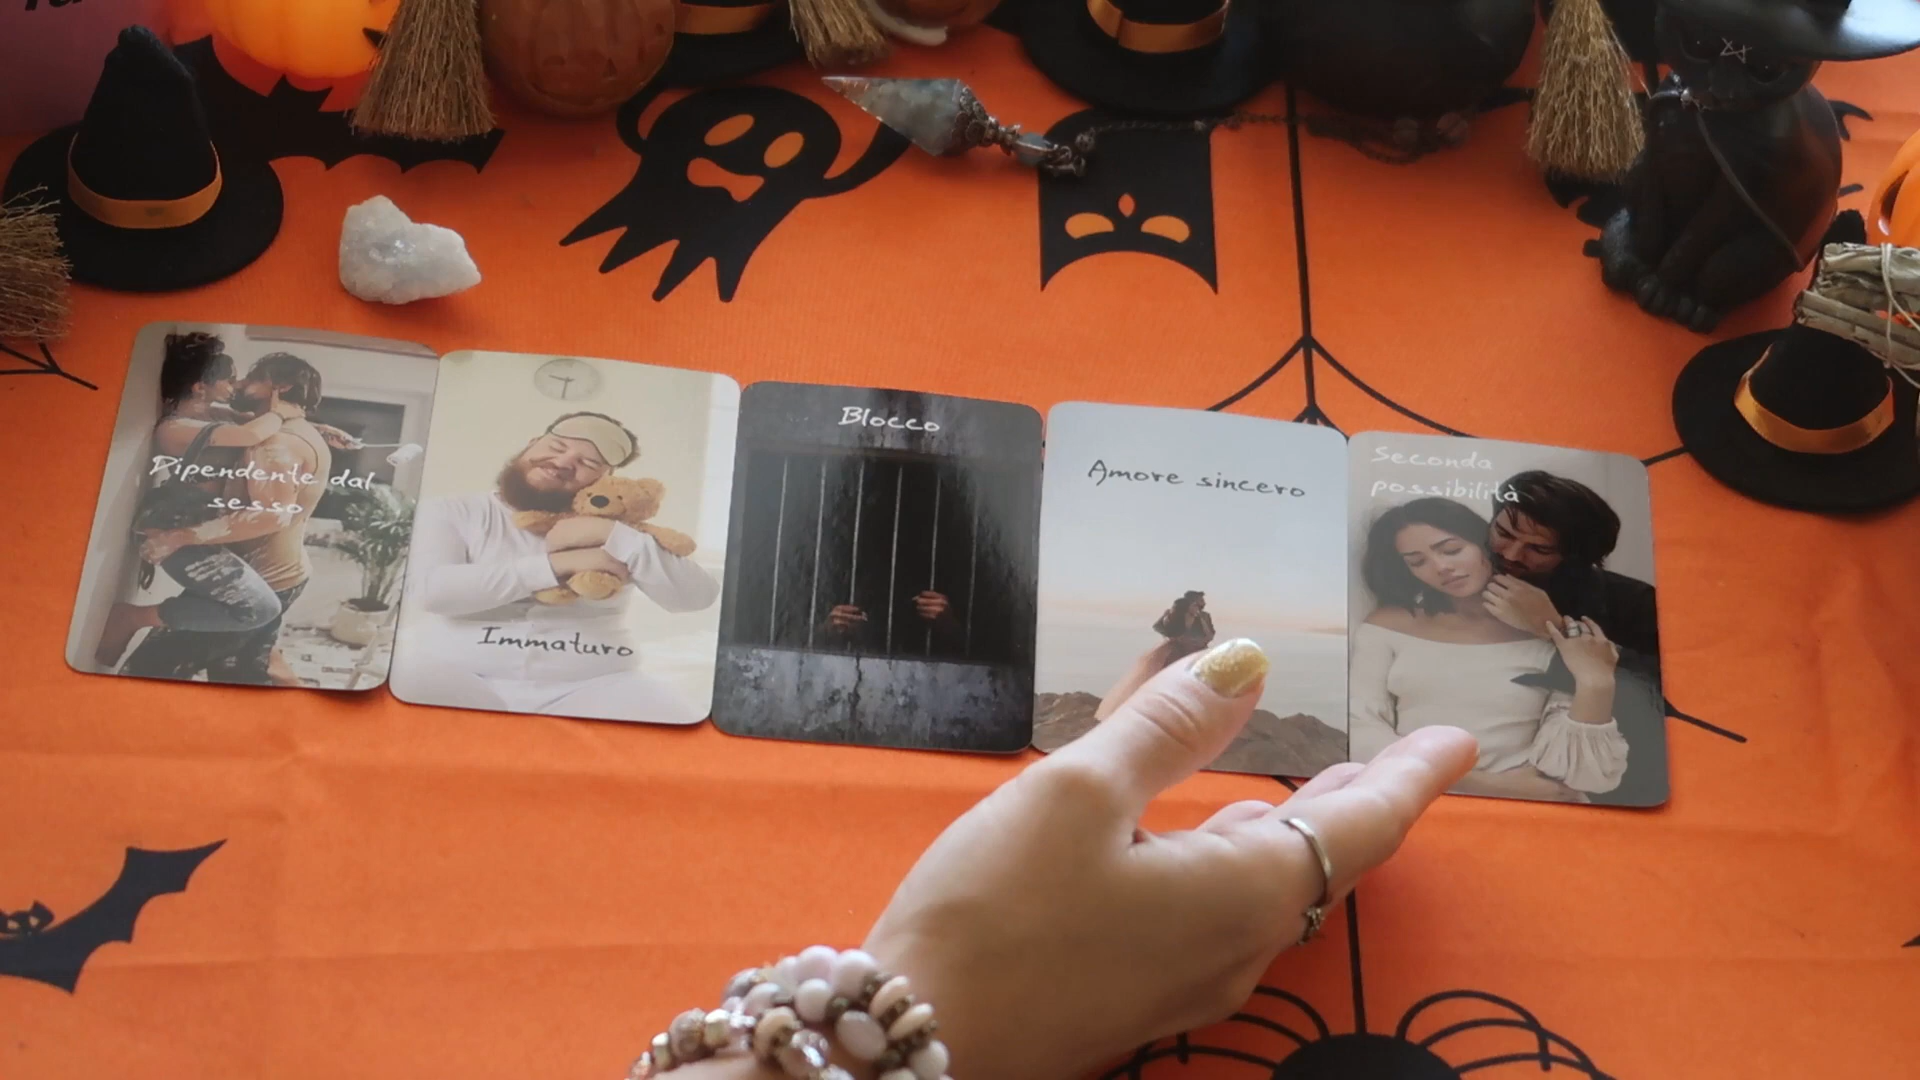 Dipendente dal
sesso
Immaturo
Blocco
Amore sincero
Seconda
possibilità